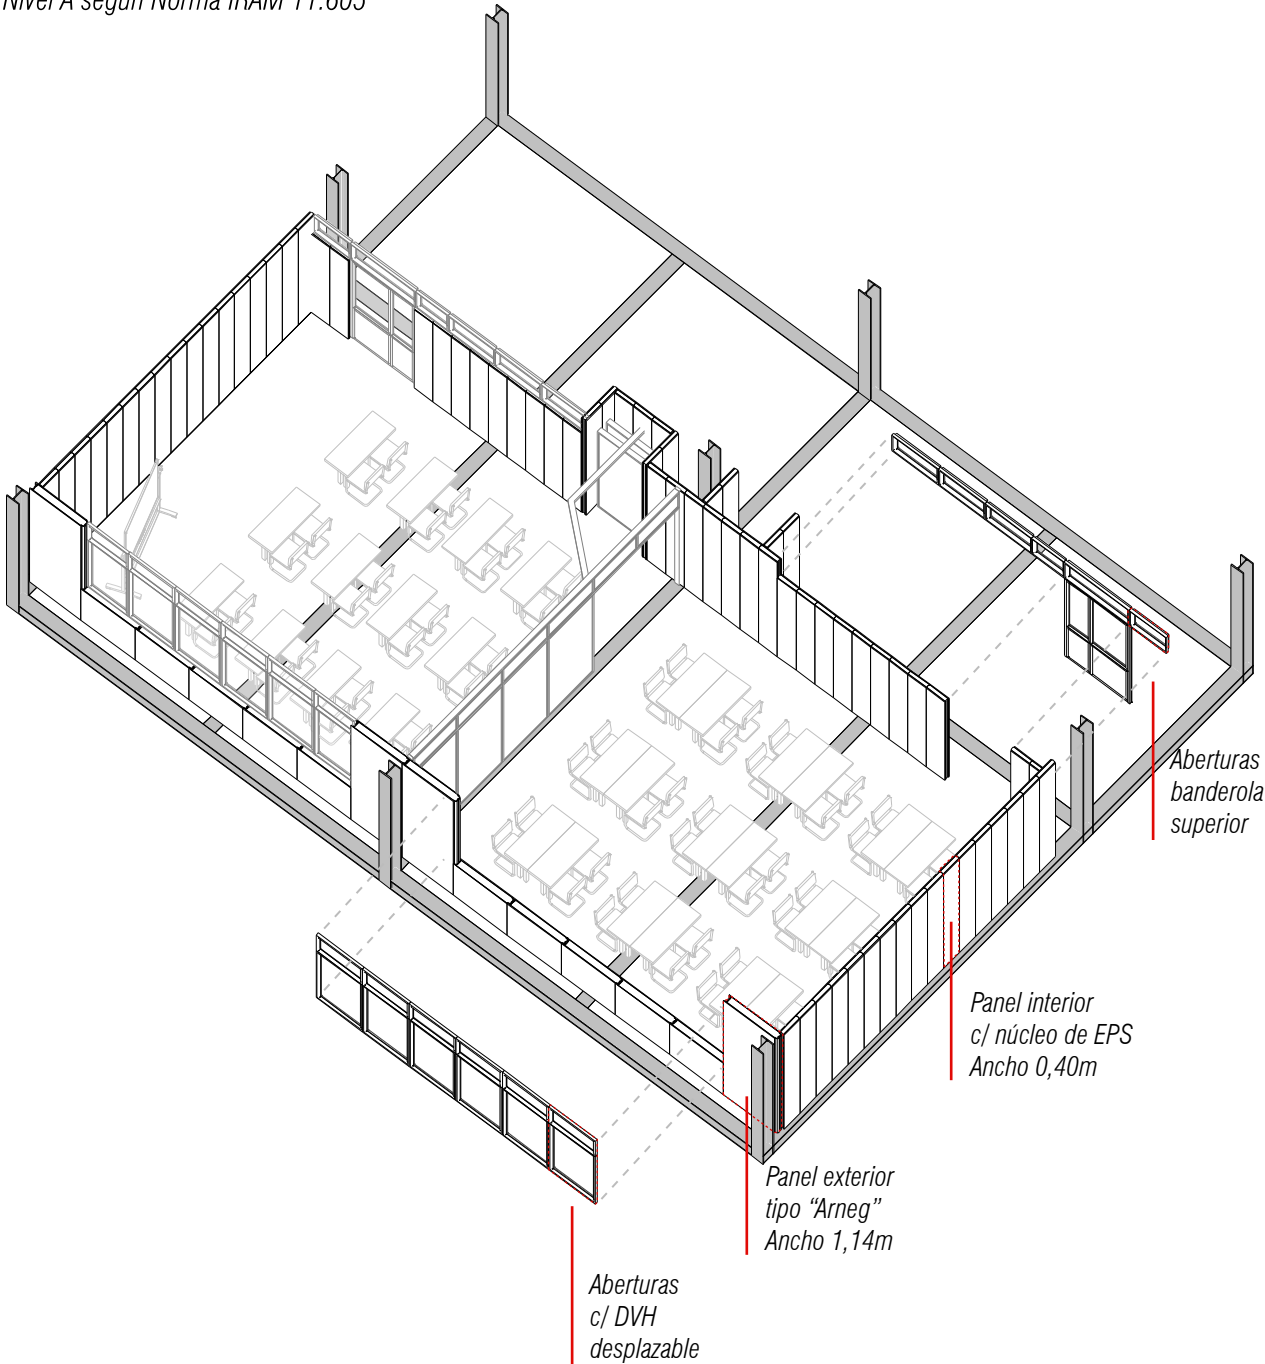 Nivel A según Norma IRAM 11.605
Aberturas
banderola
superior
Panel interior
c/ núcleo de EPS
Ancho 0,40m
Panel exterior
tipo “Arneg”
Ancho 1,14m
Aberturas
c/ DVH
desplazable